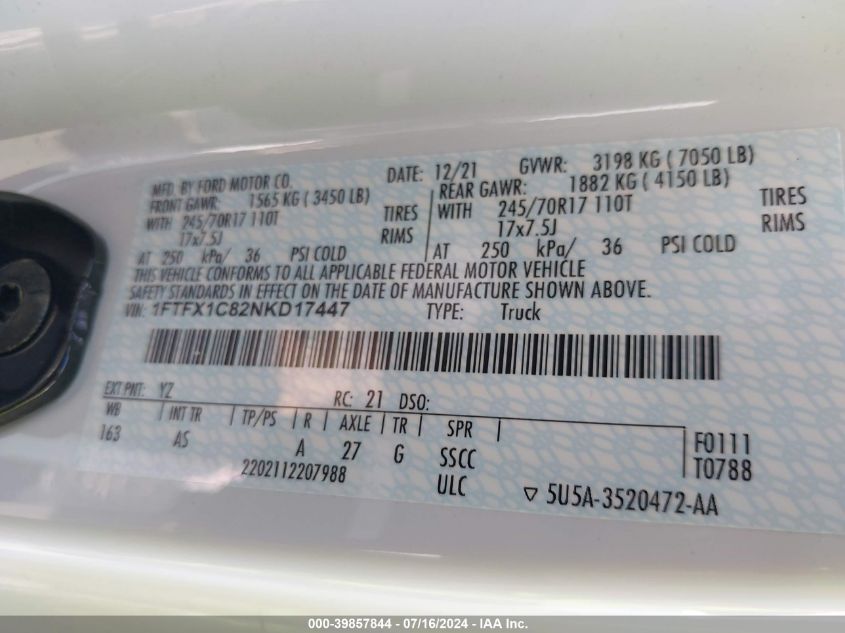 MFD. BY FORD MOTOR CO.
DATE: 12/21 GVWR: 3198 KG ( 7050 LB)
FRONT GAWR: 1565 KG ( 3450 LB)
REAR GAWR: 1882 KG ( 4150 LB)
WITH 245/70R17 110T TIRES
WITH 245/70R17 110T TIRES
17x7.5J RIMS
17x7.5J RIMS
AT 250 kPa/ 36 PSI COLD
AT 250 kPa/ 36 PSI COLD
THIS VEHICLE CONFORMS TO ALL APPLICABLE FEDERAL MOTOR VEHICLE
SAFETY STANDARDS IN EFFECT ON THE DATE OF MANUFACTURE SHOWN ABOVE.
VIN: 1FTFX1C82NKD17447 TYPE: Truck
EXT PNT: YZ RC: 21 DSO:
WB INT TR TP/PS R AXLE TR SPR
163 AS A 27 G SSCC
F0111
T0788
2202112207988 ULC
▽ 5U5A-3520472-AA
000-39857844 - 07/16/2024 - IAA Inc.